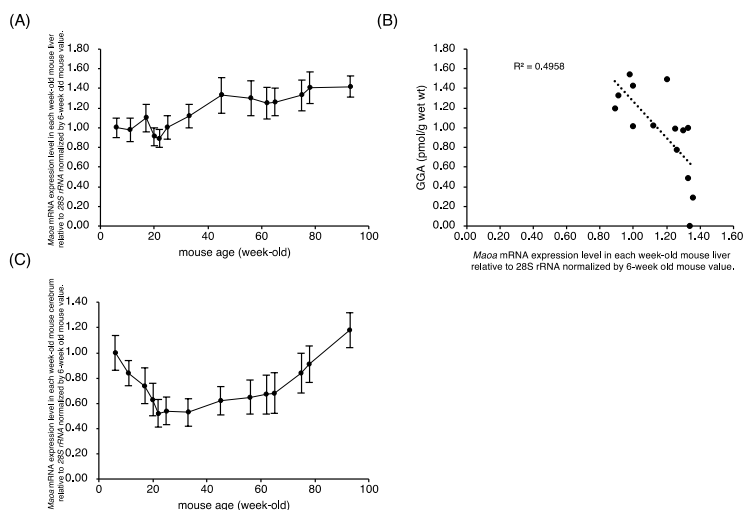 (A)
Maoa mRNA expression level in each week-old mouse liver
relative to 28S rRNA normalized by 6-week old mouse value.
1.80
1.60
1.40
1.20
1.00
0.80
0.60
0.40
0.20
0.00
0 20 40 60 80 100
mouse age (week-old)
(B)
GGA (pmol/g wet wt)
1.80
1.60
1.40
1.20
1.00
0.80
0.60
0.40
0.20
0.00
R² = 0.4958
0.00 0.20 0.40 0.60 0.80 1.00 1.20 1.40 1.60
Maoa mRNA expression level in each week-old mouse liver
relative to 28S rRNA normalized by 6-week old mouse value.
(C)
Maoa mRNA expression level in each week-old mouse cerebrum
relative to 28S rRNA normalized by 6-week old mouse value.
1.40
1.20
1.00
0.80
0.60
0.40
0.20
0.00
0 20 40 60 80 100
mouse age (week-old)